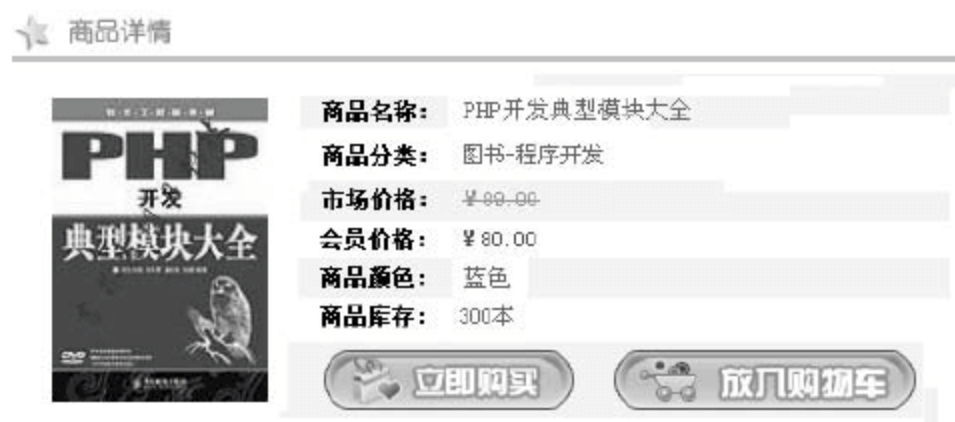 商品详情
PHP
开发
典型模块大全
DVD
商品名称： PHP开发典型模块大全
商品分类： 图书-程序开发
市场价格： ¥89.00
会员价格： ¥80.00
商品颜色： 蓝色
商品库存： 300本
立即购买 放入购物车